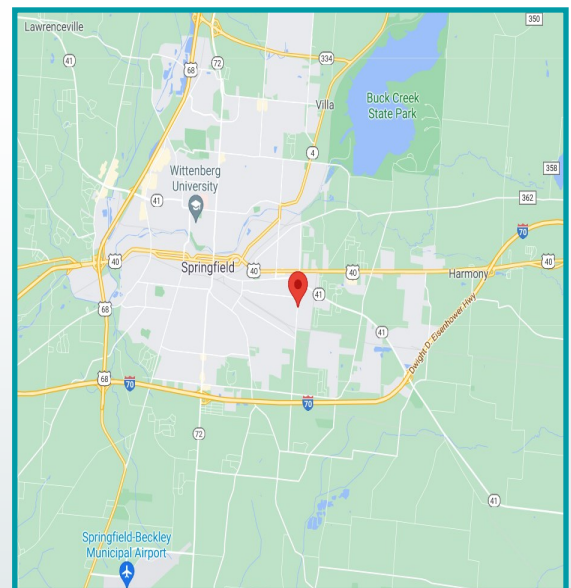 350
Lawrenceville
41
68
72
334
Villa
Buck Creek
State Park
4
358
Wittenberg
University
41
362
70
40
Springfield
40
40
Harmony
40
41
68
41
Dwight D. Eisenhower Hwy
68
70
70
72
41
Springfield-Beckley
Municipal Airport